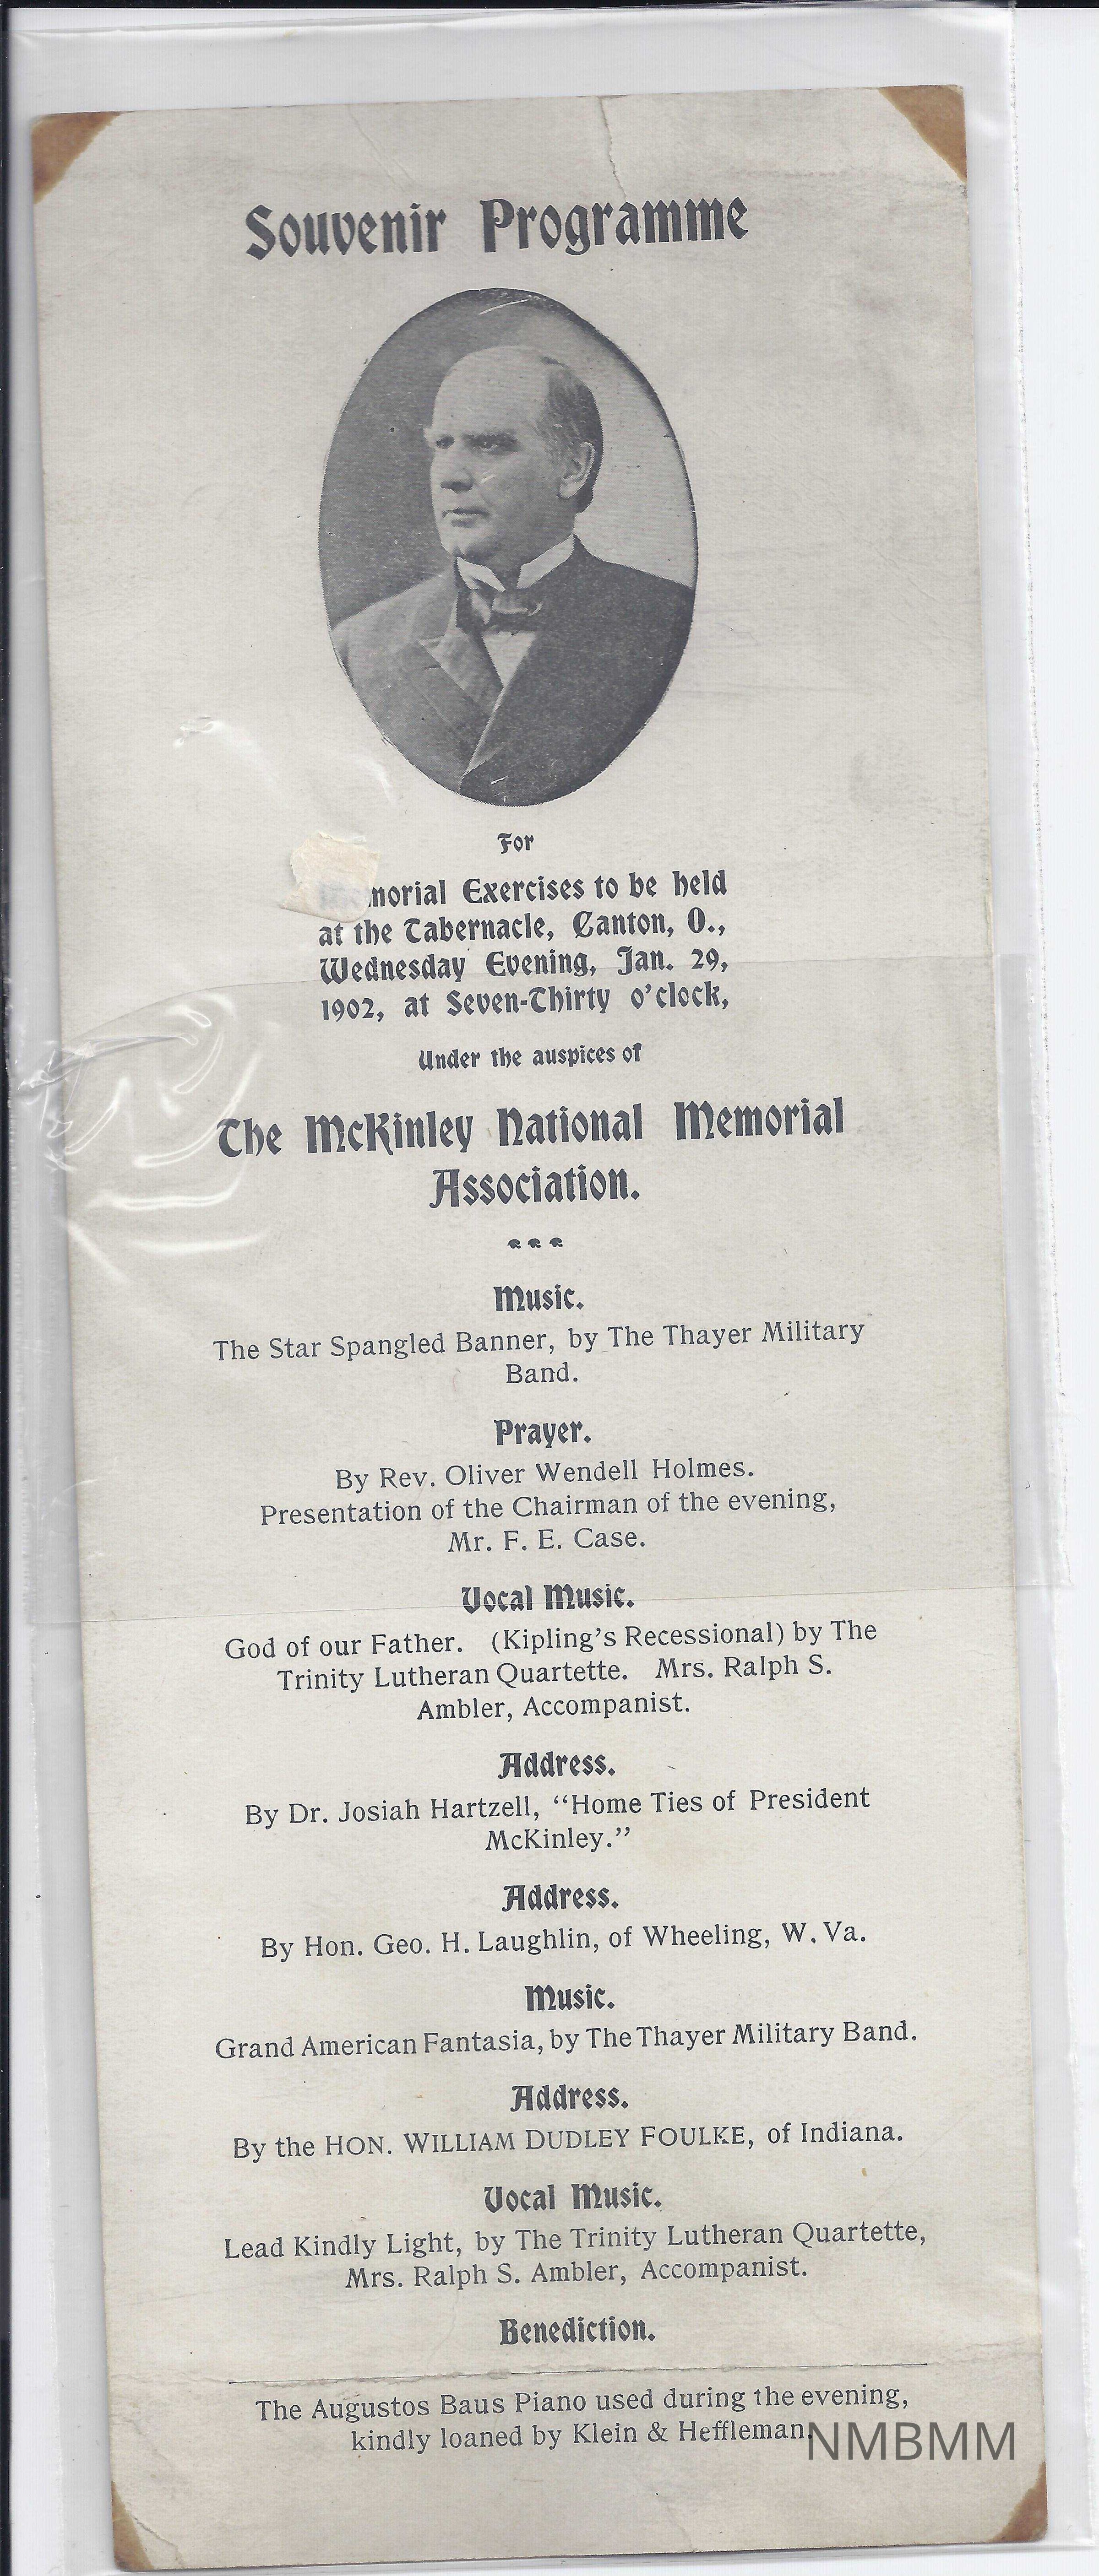 Souvenir Programme
For
Memorial Exercises to be held
at the Tabernacle, Canton, O.,
Wednesday Evening, Jan. 29,
1902, at Seven-Thirty o'clock,
Under the auspices of
The McKinley National Memorial
Association.
Music.
The Star Spangled Banner, by The Thayer Military
Band.
Prayer.
By Rev. Oliver Wendell Holmes.
Presentation of the Chairman of the evening,
Mr. F. E. Case.
Vocal Music.
God of our Father. (Kipling's Recessional) by The
Trinity Lutheran Quartette. Mrs. Ralph S.
Ambler, Accompanist.
Address.
By Dr. Josiah Hartzell, "Home Ties of President
McKinley."
Address.
By Hon. Geo. H. Laughlin, of Wheeling, W. Va.
Music.
Grand American Fantasia, by The Thayer Military Band.
Address.
By the HON. WILLIAM DUDLEY FOULKE, of Indiana.
Vocal Music.
Lead Kindly Light, by The Trinity Lutheran Quartette,
Mrs. Ralph S. Ambler, Accompanist.
Benediction.
The Augustos Baus Piano used during the evening,
kindly loaned by Klein & Heffleman.
NMBMM